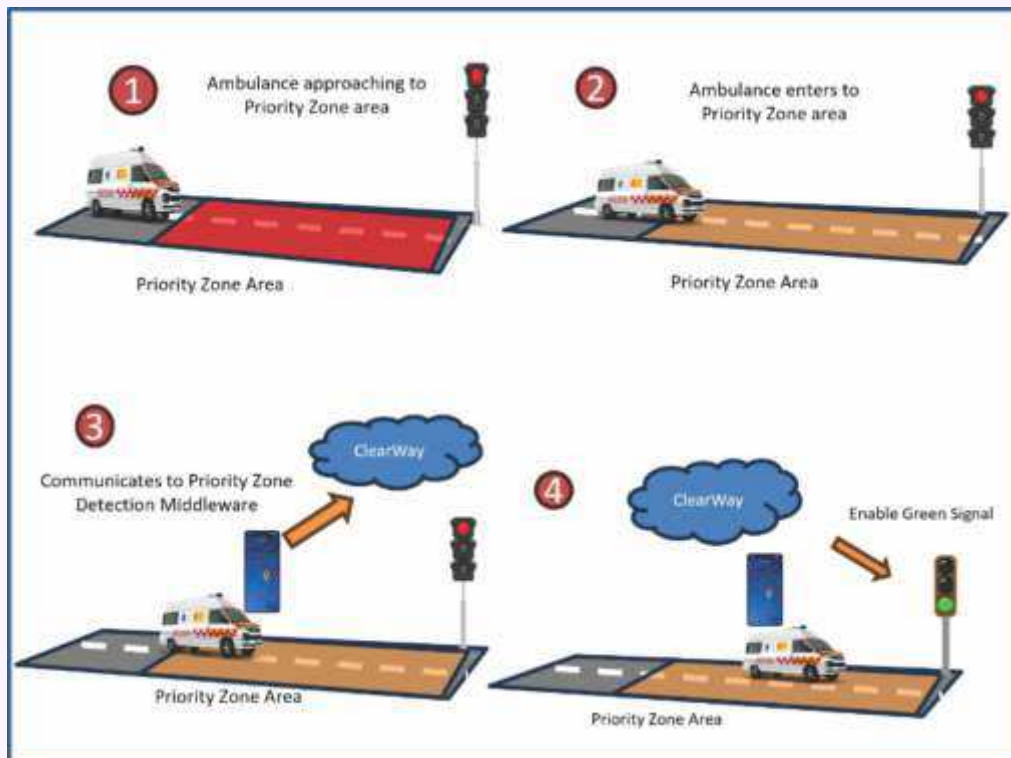 1
Ambulance approaching to
Priority Zone area
Priority Zone Area
2
Ambulance enters to
Priority Zone area
Priority Zone Area
3
Communicates to Priority Zone
Detection Middleware
ClearWay
Priority Zone Area
4
ClearWay
Enable Green Signal
Priority Zone Area